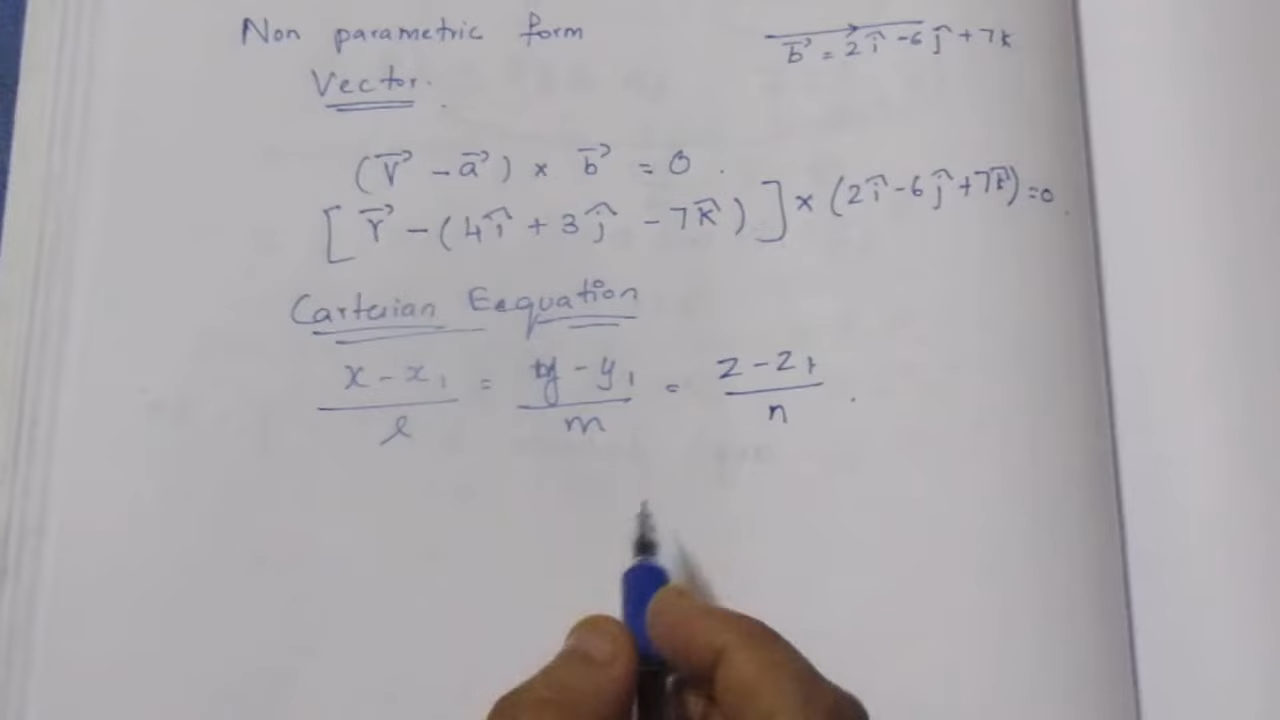 Non parametric form
b⃗ = 2î - 6ĵ + 7k
Vector.
(r⃗ - a⃗) × b⃗ = 0.
[r⃗ - (4î + 3ĵ - 7k̂)] × (2î - 6ĵ + 7k̂) = 0.
Cartesian Eequation
x - x₁ / l = y - y₁ / m = z - z₁ / n.